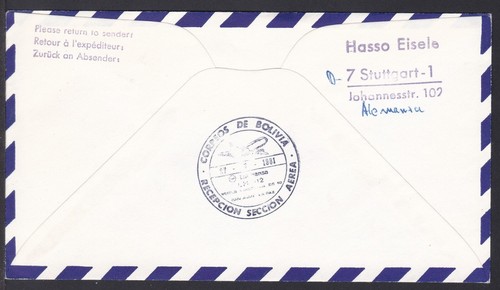 Please return to sender
Retour à l'expéditeur
Zurück an Absender
Hasso Eisele
D- 7 Stuttgart-1
Johannesstr. 102
Alemania
CORREOS DE BOLIVIA
1981
RECEPCION SECCION AEREA